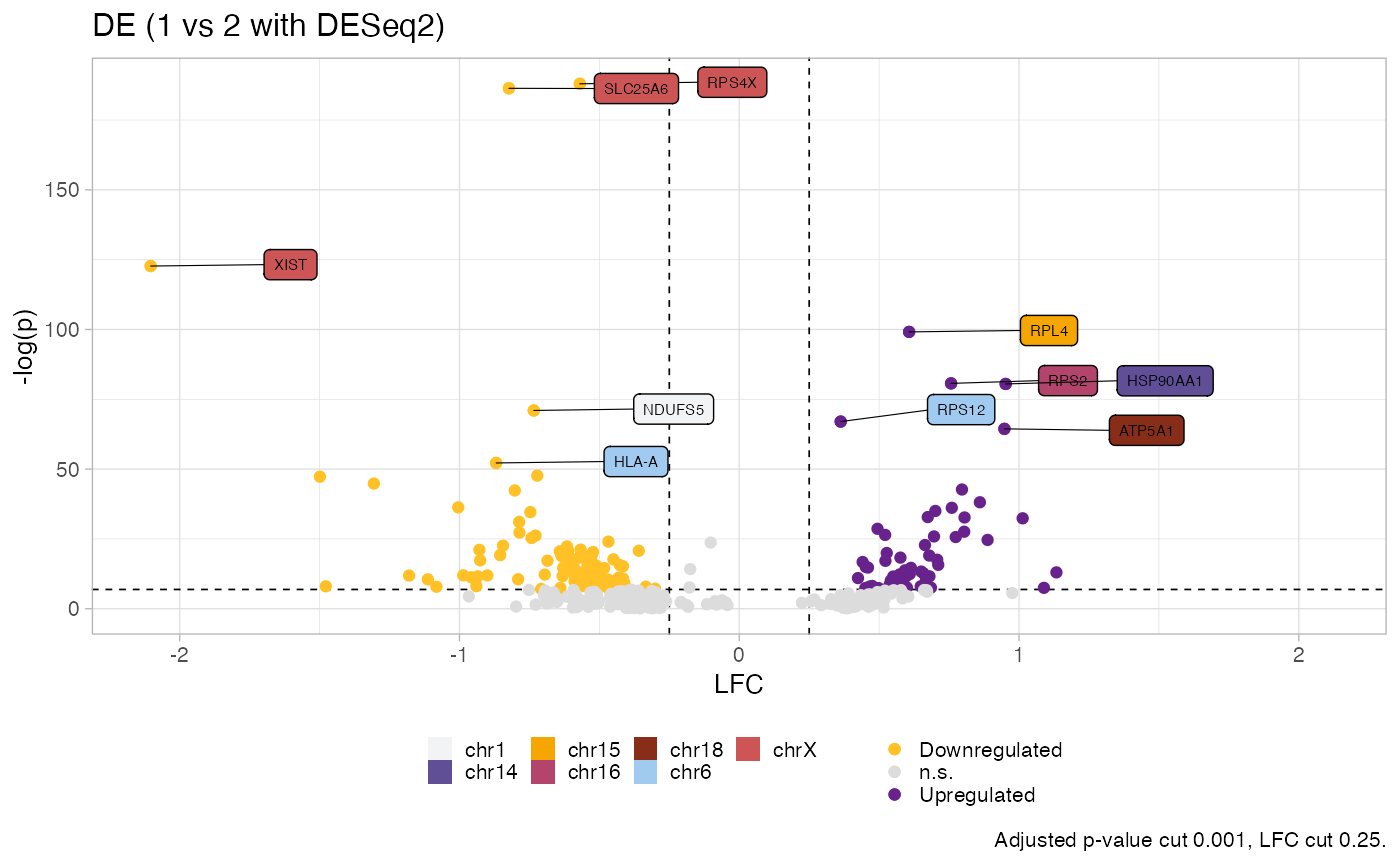 DE (1 vs 2 with DESeq2)
SLC25A6
RPS4X
XIST
RPL4
RPS2
HSP90AA1
NDUFS5
RPS12
ATP5A1
HLA-A
150
100
50
0
-log(p)
-2
-1
0
1
2
LFC
chr1
chr15
chr18
chrX
chr14
chr16
chr6
Downregulated
n.s.
Upregulated
Adjusted p-value cut 0.001, LFC cut 0.25.